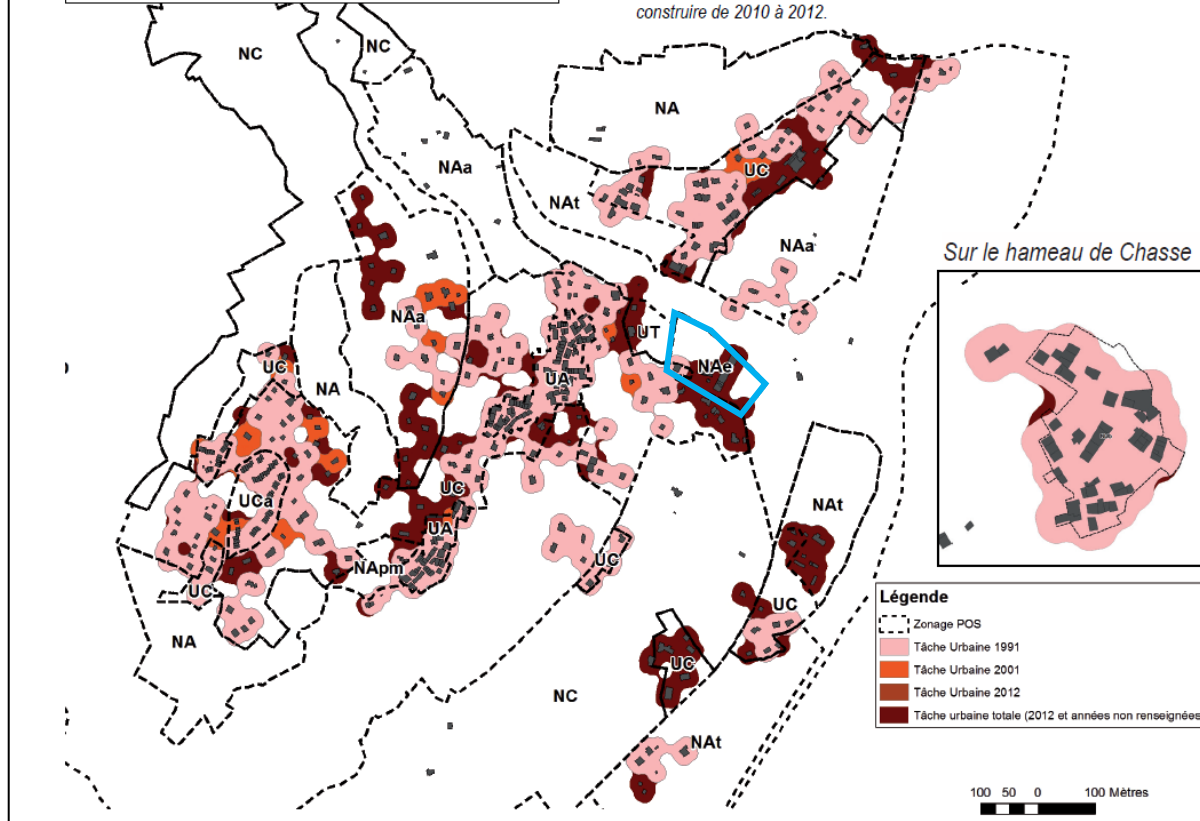 construire de 2010 à 2012.
NC
NC
NA
NAa
NAt
UC
NAa
Sur le hameau de Chasse
NAa
UT
UC
NA
UA
NAe
UCa
UC
UA
NAt
NApm
UC
UC
UC
NA
UC
NC
NAt
Légende
Zonage POS
Tâche Urbaine 1991
Tâche Urbaine 2001
Tâche Urbaine 2012
Tâche urbaine totale (2012 et années non renseignées
100 50 0 100 Mètres